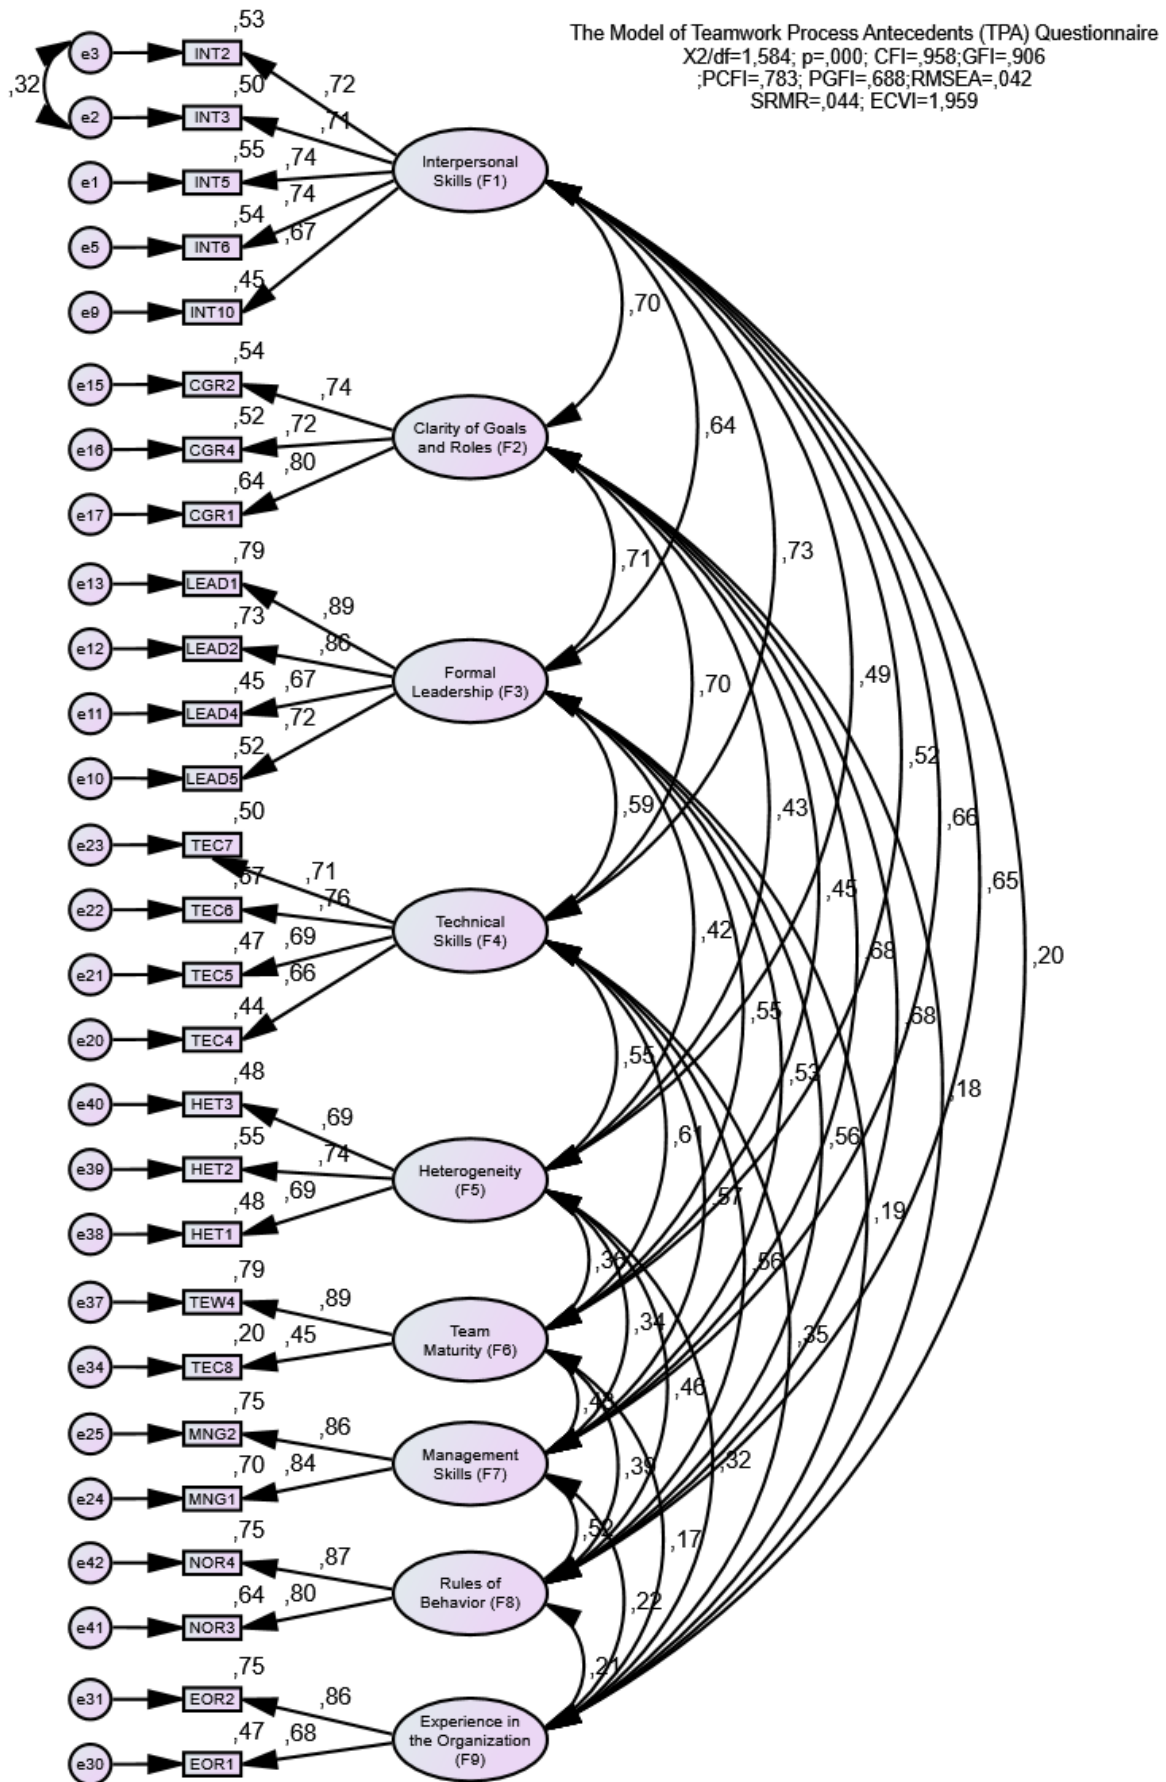 The Model of Teamwork Process Antecedents (TPA) Questionnaire
X2/df=1,584; p=,000; CFI=,958;GFI=,906
;PCFI=,783; PGFI=,688;RMSEA=,042
SRMR=,044; ECVI=1,959
,53
e3
INT2
,32
,72
,50
e2
INT3
,71
,55
e1
INT5
,74
,54
e5
INT6
,74
,45
e9
INT10
,67
Interpersonal
Skills (F1)
,54
e15
CGR2
,74
,52
e16
CGR4
,72
,64
e17
CGR1
,80
Clarity of Goals
and Roles (F2)
,79
e13
LEAD1
,89
,73
e12
LEAD2
,86
,45
e11
LEAD4
,67
,52
e10
LEAD5
,72
Formal
Leadership (F3)
,50
e23
TEC7
,71
,57
e22
TEC6
,76
,47
e21
TEC5
,69
,44
e20
TEC4
,66
Technical
Skills (F4)
,48
e40
HET3
,69
,55
e39
HET2
,74
,48
e38
HET1
,69
Heterogeneity
(F5)
,79
e37
TEW4
,89
,20
e34
TEC8
,45
Team
Maturity (F6)
,75
e25
MNG2
,86
,70
e24
MNG1
,84
Management
Skills (F7)
,75
e42
NOR4
,87
,64
e41
NOR3
,80
Rules of
Behavior (F8)
,75
e31
EOR2
,86
,47
e30
EOR1
,68
Experience in
the Organization
(F9)
,70
,64
,73
,71
,49
,70
,52
,66
,59
,43
,65
,45
,42
,68
,20
,55
,68
,55
,53
,18
,61
,56
,57
,19
,36
,56
,34
,35
,46
,43
,39
,32
,52
,17
,22
,21